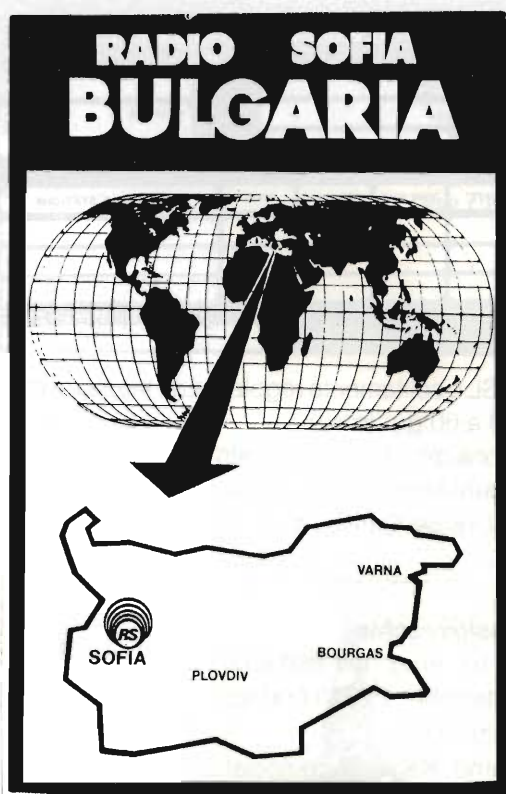 RADIO SOFIA
BULGARIA
VARNA
RS
SOFIA
BOURGAS
PLOVDIV